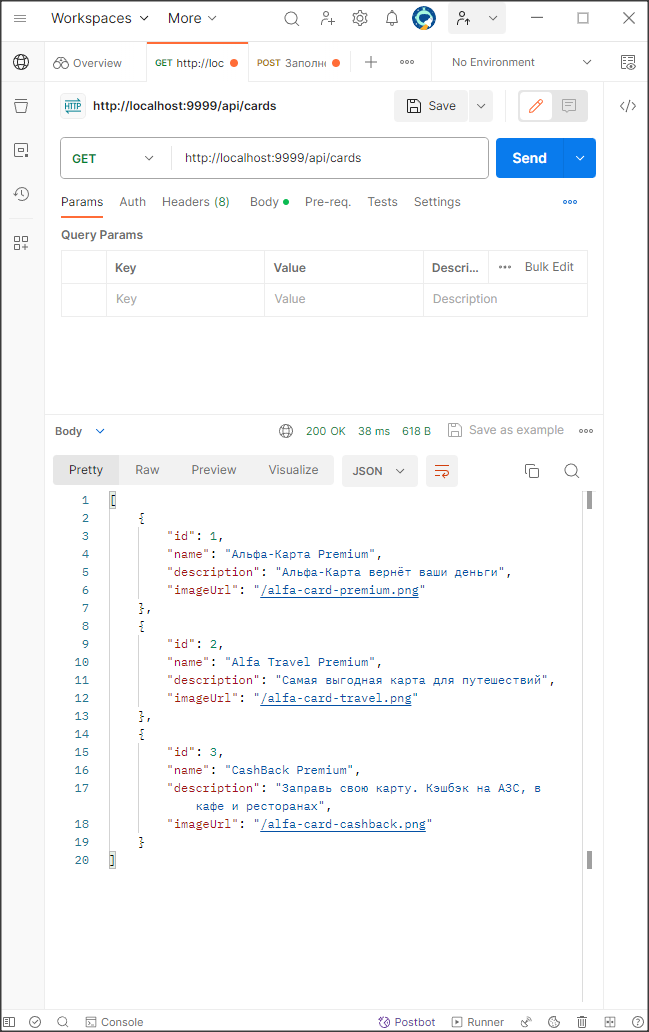 Workspaces More
Overview GET http://loc POST Заполне No Environment
HTTP http://localhost:9999/api/cards Save
GET http://localhost:9999/api/cards Send
Params Auth Headers (8) Body Pre-req. Tests Settings
Query Params
Key Value Descri... Bulk Edit
Key Value Description
Body 200 OK 38 ms 618 B Save as example
Pretty Raw Preview Visualize JSON
1 [
2 {
3 "id": 1,
4 "name": "Альфа-Карта Premium",
5 "description": "Альфа-Карта вернёт ваши деньги",
6 "imageUrl": "/alfa-card-premium.png"
7 },
8 {
9 "id": 2,
10 "name": "Alfa Travel Premium",
11 "description": "Самая выгодная карта для путешествий",
12 "imageUrl": "/alfa-card-travel.png"
13 },
14 {
15 "id": 3,
16 "name": "CashBack Premium",
17 "description": "Заправь свою карту. Кэшбэк на АЗС, в
кафе и ресторанах",
18 "imageUrl": "/alfa-card-cashback.png"
19 }
20 ]
Console Postbot Runner